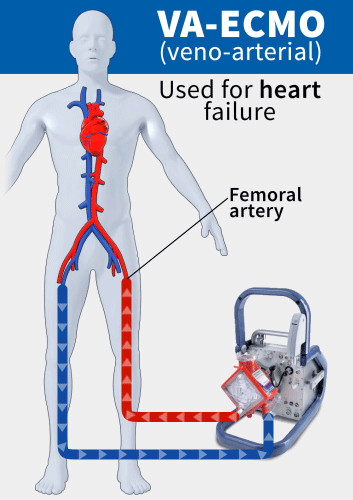 VA-ECMO
(veno-arterial)
Used for heart
failure
Femoral
artery